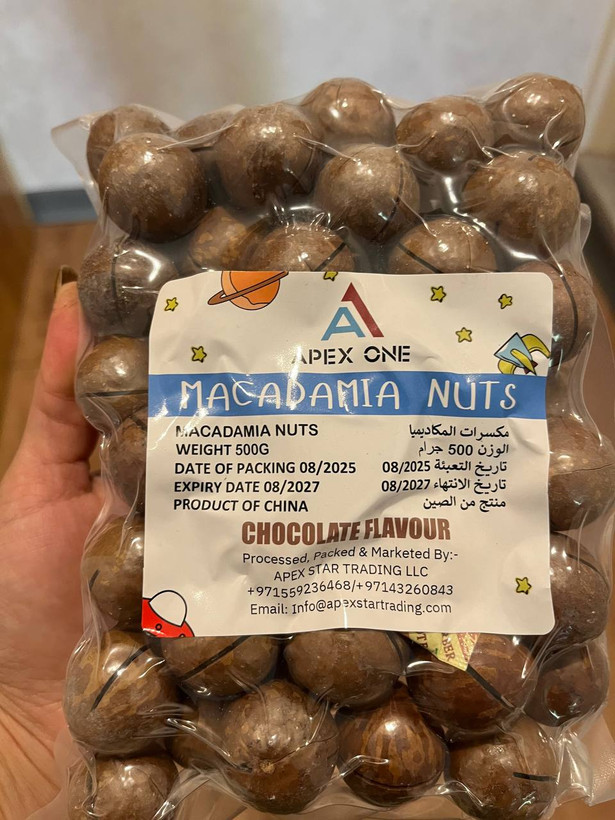 APEX ONE
MACADAMIA NUTS
MACADAMIA NUTS مكسرات المكاديميا
WEIGHT 500G الوزن 500 جرام
DATE OF PACKING 08/2025 تاريخ التعبئة 08/2025
EXPIRY DATE 08/2027 تاريخ الانتهاء 08/2027
PRODUCT OF CHINA منتج من الصين
CHOCOLATE FLAVOUR
Processed, Packed & Marketed By:-
APEX STAR TRADING LLC
+971559236468/+97143260843
Email: Info@apexstartrading.com